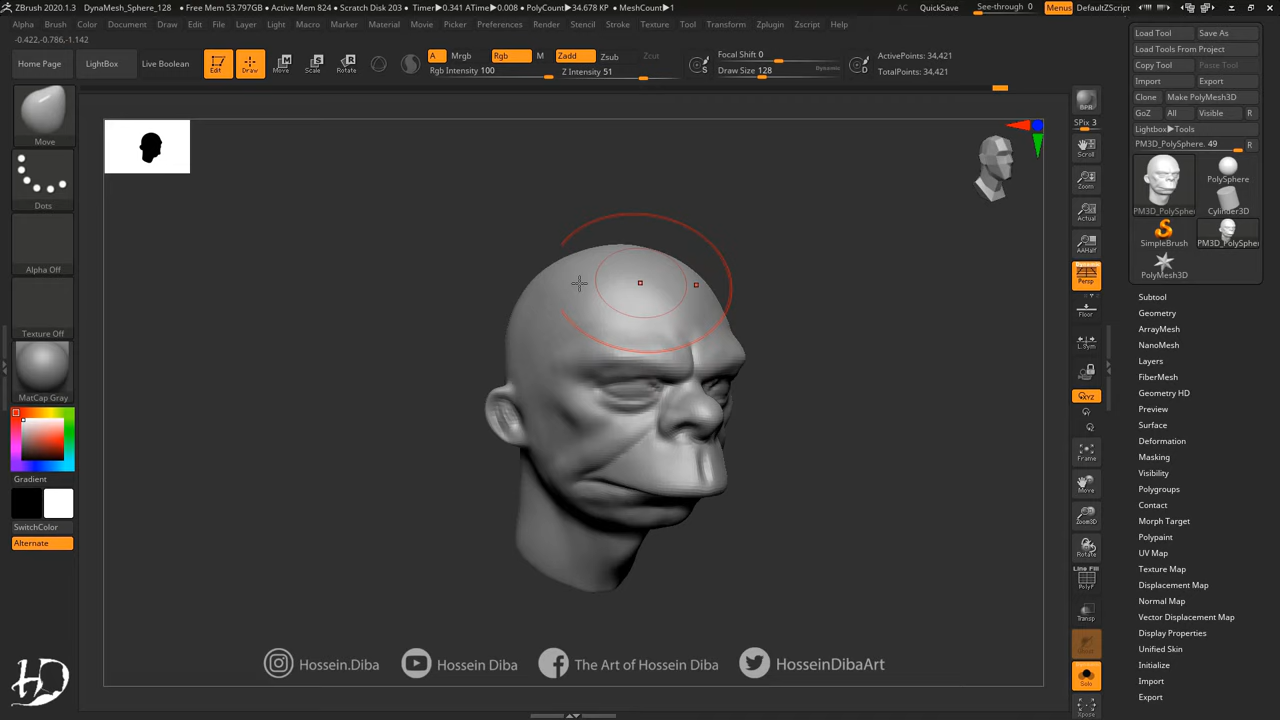 ZBrush 2020.1.3 DynaMesh_Sphere_128 • Free Mem 53.797GB • Active Mem 824 • Scratch Disk 203 • Timer▶0.341 ATime▶0.008 • PolyCount▶34.678 KP • MeshCount▶1 AC QuickSave See-through 0 Menus DefaultZScript
Alpha Brush Color Document Draw Edit File Layer Light Macro Marker Material Movie Picker Preferences Render Stencil Stroke Texture Tool Transform Zplugin Zscript
-0.422,-0.786,-1.142
Home Page LightBox Live Boolean Edit Draw Move Scale Rotate
A Mrgb Rgb M Zadd Zsub Zcut
Rgb Intensity 100 Z Intensity 51
Focal Shift 0
Draw Size 128 Dynamic
S D
ActivePoints: 34,421
TotalPoints: 34,421
Move
Dots
Alpha Off
Texture Off
MatCap Gray
Gradient
SwitchColor
Alternate
BPR
SPix 3
Scroll
Zoom
Actual
AAHalf
Dynamic
Persp
Floor
L.Sym
XYZ
Frame
Move
Zoom3D
Rotate
Line Fill
PolyF
Transp
Ghost
Dynamic
Solo
Xpose
Load Tool Save As
Load Tools From Project
Copy Tool Paste Tool
Import Export
Clone Make PolyMesh3D
GoZ All Visible R
Lightbox▶Tools
PM3D_PolySphere. 49 R
PolySphere
PM3D_PolySphe Cylinder3D
SimpleBrush PM3D_PolySphe
PolyMesh3D
Subtool
Geometry
ArrayMesh
NanoMesh
Layers
FiberMesh
Geometry HD
Preview
Surface
Deformation
Masking
Visibility
Polygroups
Contact
Morph Target
Polypaint
UV Map
Texture Map
Displacement Map
Normal Map
Vector Displacement Map
Display Properties
Unified Skin
Initialize
Import
Export
Hossein.Diba Hossein Diba The Art of Hossein Diba HosseinDibaArt
HD